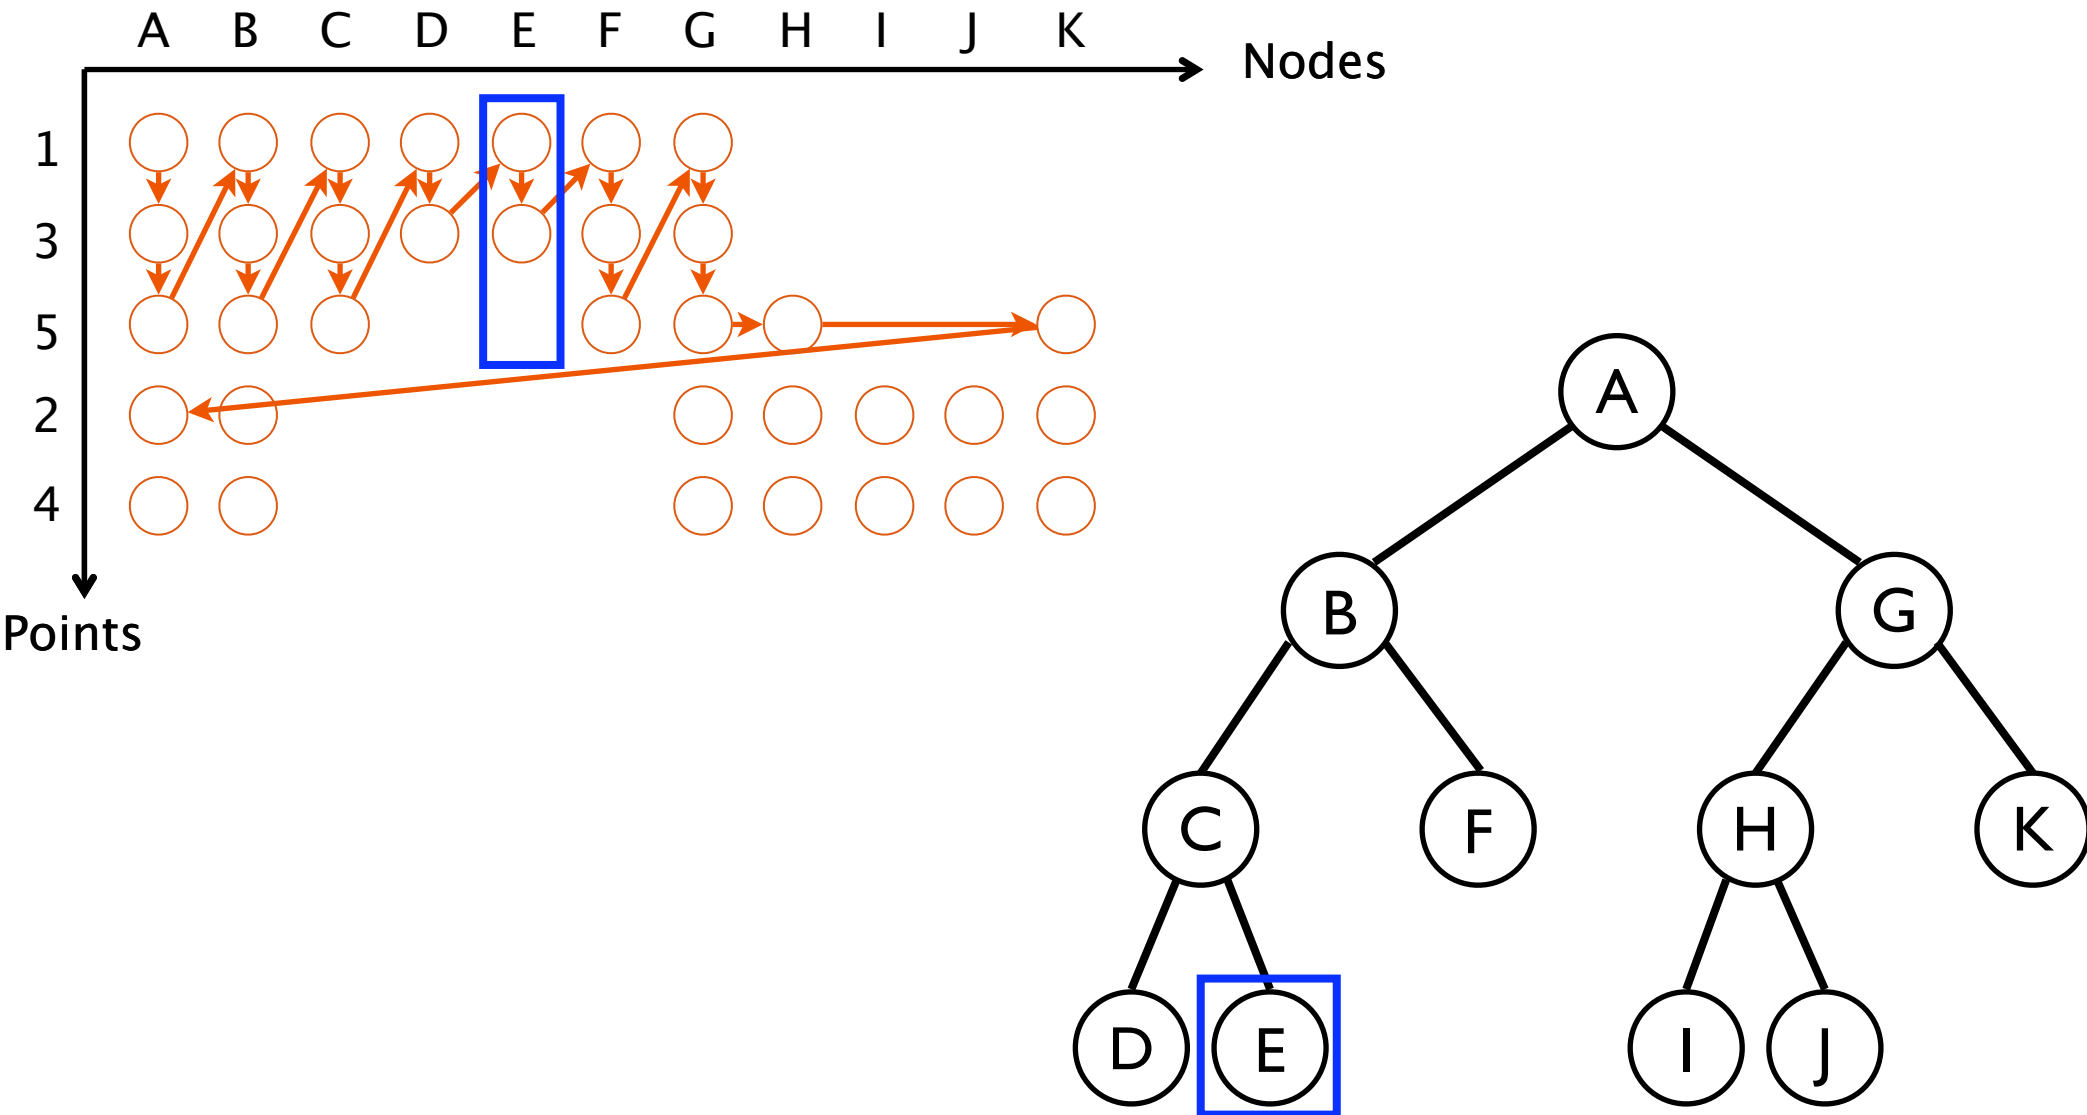 A B C D E F G H I J K
Nodes
1
3
5
2
4
Points
A
B G
C F H K
D E I J